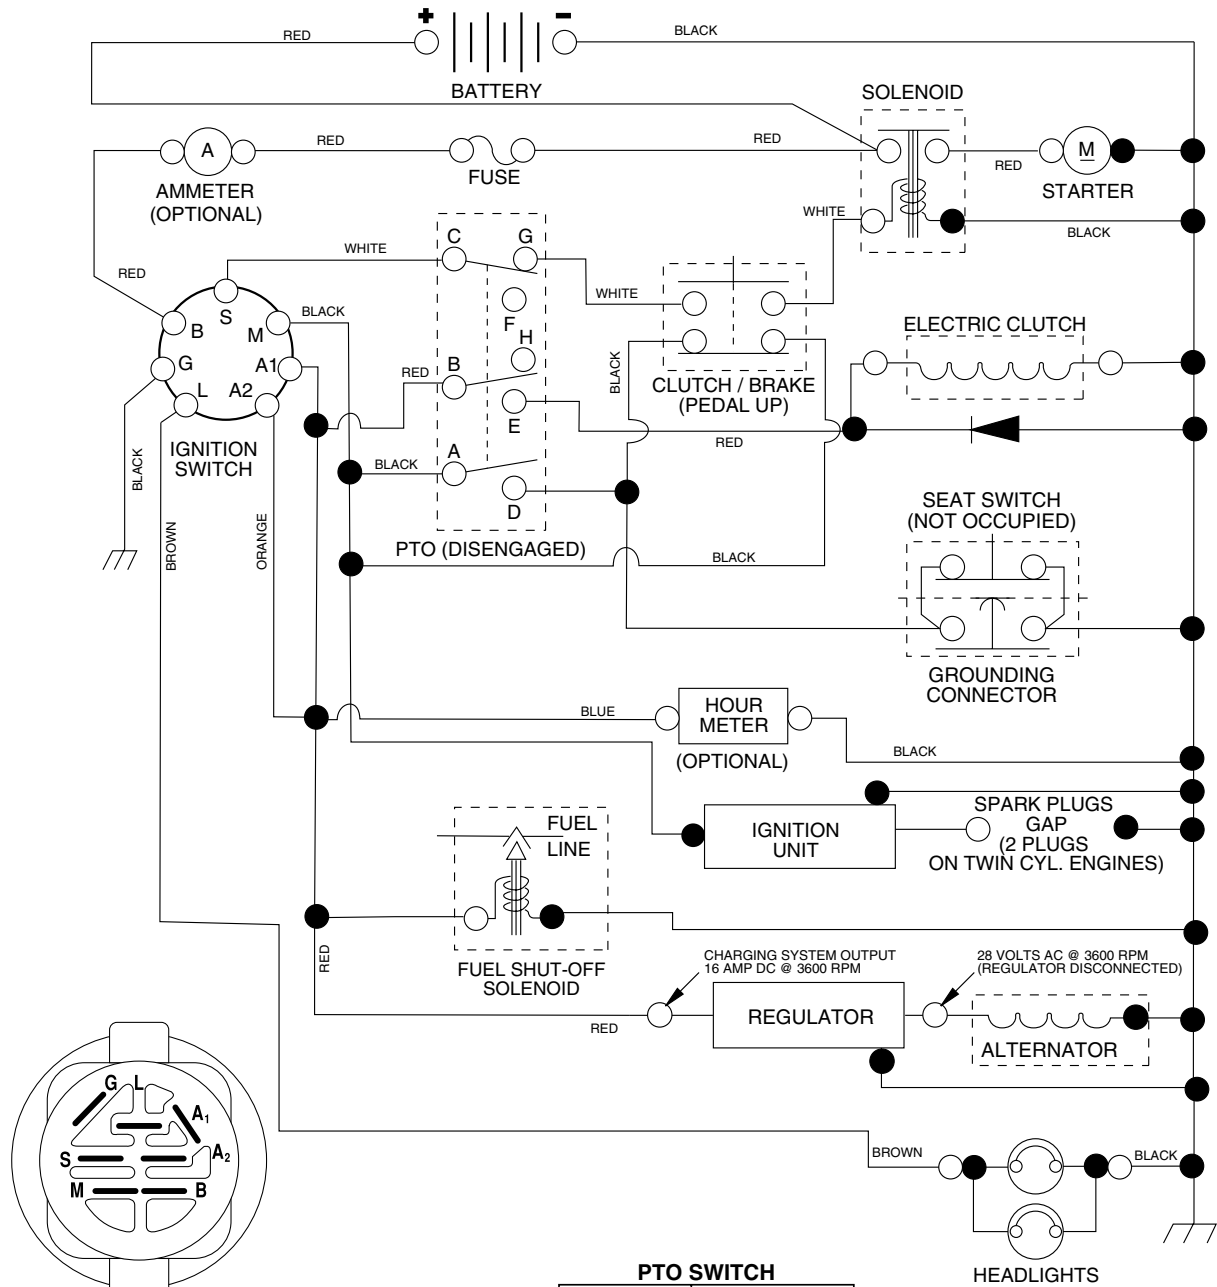 + −
RED
BLACK
BATTERY
SOLENOID
A
RED
RED
RED
M
AMMETER
(OPTIONAL)
FUSE
STARTER
WHITE
BLACK
C G
WHITE
RED
WHITE
S
BLACK
F
B
M
H
ELECTRIC CLUTCH
G
A1
B
RED
BLACK
CLUTCH / BRAKE
(PEDAL UP)
L
A2
E
RED
IGNITION
SWITCH
BLACK
A
BLACK
D
SEAT SWITCH
(NOT OCCUPIED)
BROWN
ORANGE
PTO (DISENGAGED)
BLACK
GROUNDING
CONNECTOR
BLUE
HOUR
METER
(OPTIONAL)
BLACK
FUEL
LINE
IGNITION
UNIT
SPARK PLUGS
GAP
(2 PLUGS
ON TWIN CYL. ENGINES)
RED
FUEL SHUT-OFF
SOLENOID
CHARGING SYSTEM OUTPUT
16 AMP DC @ 3600 RPM
28 VOLTS AC @ 3600 RPM
(REGULATOR DISCONNECTED)
RED
REGULATOR
ALTERNATOR
G L
A1
A2
S
M
B
BROWN
BLACK
HEADLIGHTS
PTO SWITCH